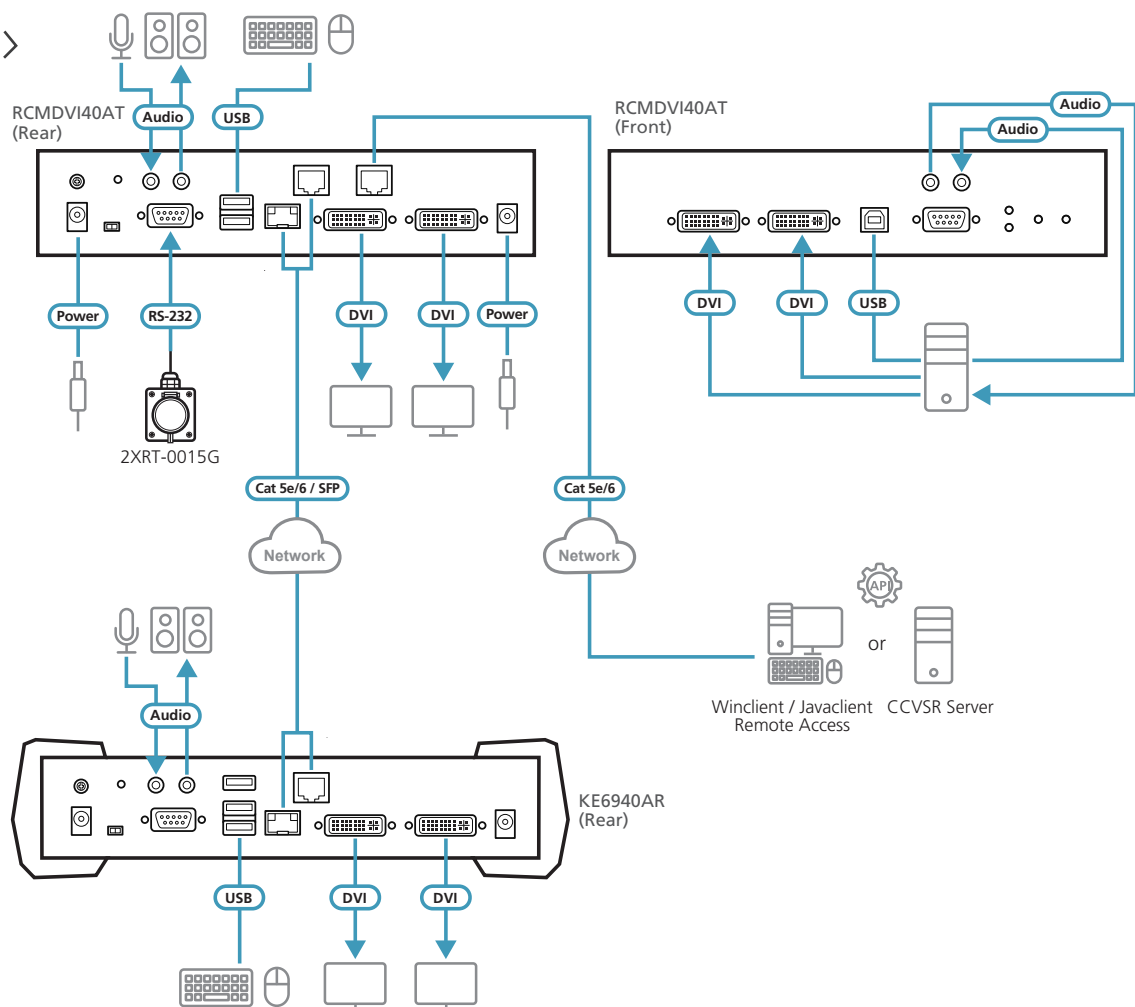 RCMDVI40AT
(Rear)
Audio
USB
RCMDVI40AT
(Front)
Audio
Audio
Power
RS-232
DVI
DVI
Power
DVI
DVI
USB
2XRT-0015G
Cat 5e/6 / SFP
Cat 5e/6
Network
Network
API
or
Winclient / Javaclient
Remote Access
CCVSR Server
Audio
KE6940AR
(Rear)
USB
DVI
DVI